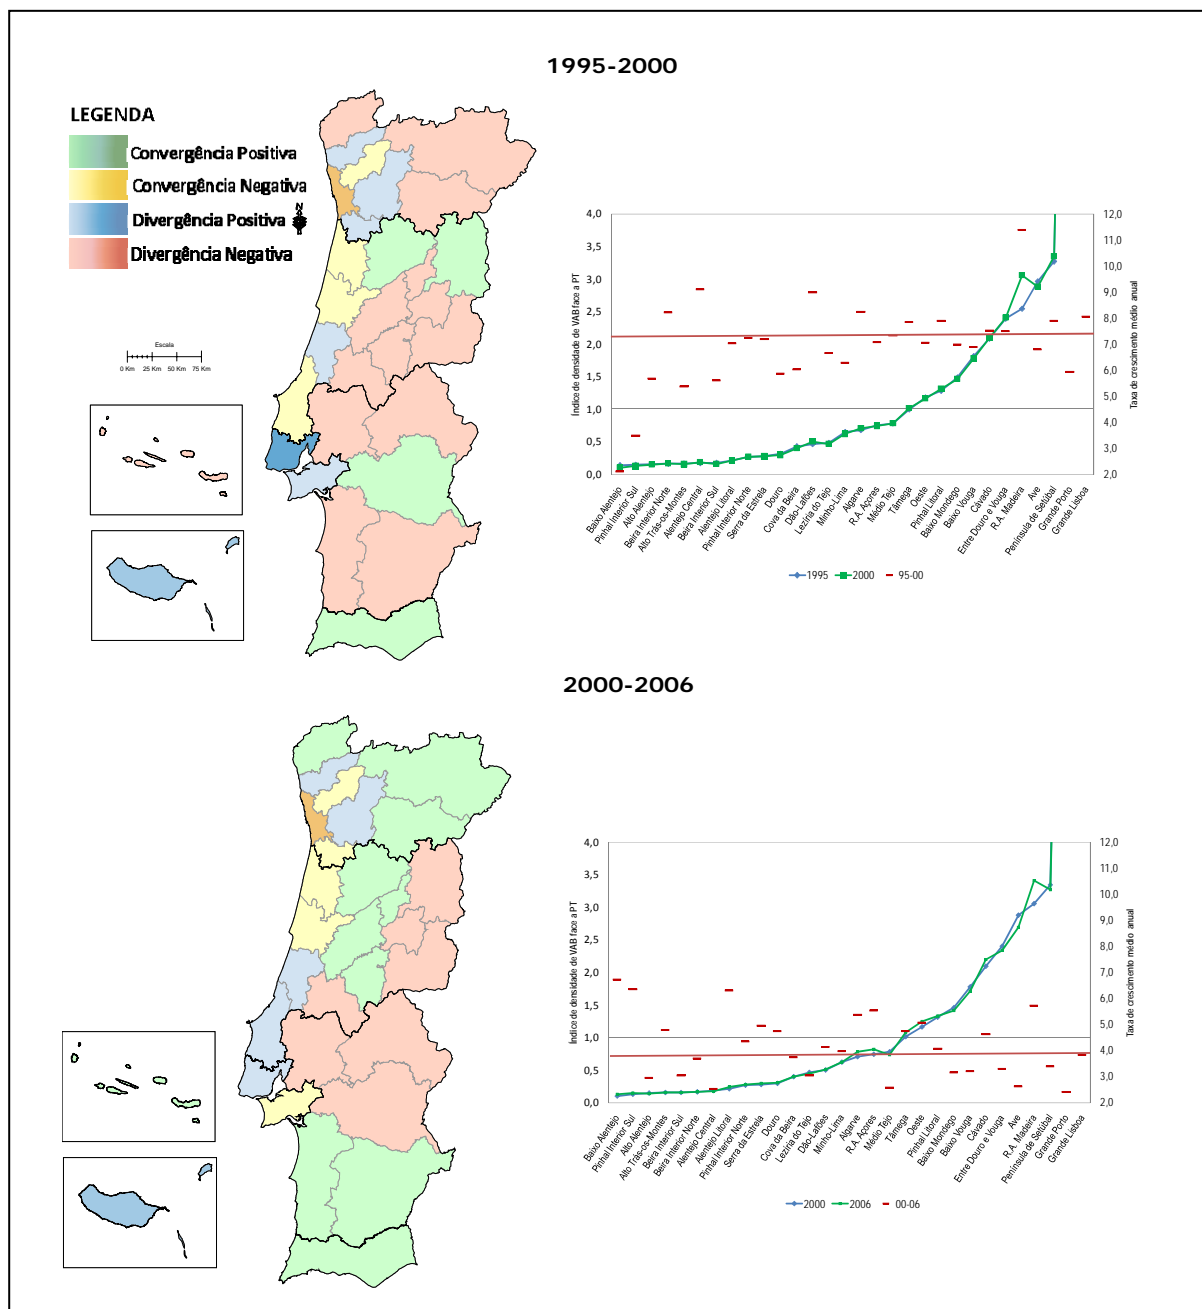 1995-2000
LEGENDA
Convergência Positiva
Convergência Negativa
Divergência Positiva
N
Divergência Negativa
Escala
0 Km 25 Km 50 Km 75 Km
Índice de densidade de VAB face a PT
4,0
3,5
3,0
2,5
2,0
1,5
1,0
0,5
0,0
12,0
11,0
10,0
9,0
8,0
7,0
6,0
5,0
4,0
3,0
2,0
Taxa de crescimento médio anual
Baixo Alentejo
Pinhal Interior Sul
Alto Alentejo
Beira Interior Norte
Alto Trás-os-Montes
Alentejo Central
Beira Interior Sul
Alentejo Litoral
Pinhal Interior Norte
Serra da Estrela
Douro
Cova da Beira
Dão-Lafões
Lezíria do Tejo
Minho-Lima
Algarve
R.A. Açores
Médio Tejo
Tâmega
Oeste
Pinhal Litoral
Baixo Mondego
Baixo Vouga
Cávado
Entre Douro e Vouga
R.A. Madeira
Ave
Península de Setúbal
Grande Porto
Grande Lisboa
1995 2000 95-00
2000-2006
Índice de densidade de VAB face a PT
4,0
3,5
3,0
2,5
2,0
1,5
1,0
0,5
0,0
12,0
11,0
10,0
9,0
8,0
7,0
6,0
5,0
4,0
3,0
2,0
Taxa de crescimento médio anual
Baixo Alentejo
Pinhal Interior Sul
Alto Alentejo
Alto Trás-os-Montes
Beira Interior Sul
Beira Interior Norte
Alentejo Central
Alentejo Litoral
Pinhal Interior Norte
Serra da Estrela
Douro
Cova da Beira
Lezíria do Tejo
Dão-Lafões
Minho-Lima
Algarve
R.A. Açores
Médio Tejo
Tâmega
Oeste
Pinhal Litoral
Baixo Mondego
Baixo Vouga
Cávado
Entre Douro e Vouga
Ave
R.A. Madeira
Península de Setúbal
Grande Porto
Grande Lisboa
2000 2006 00-06